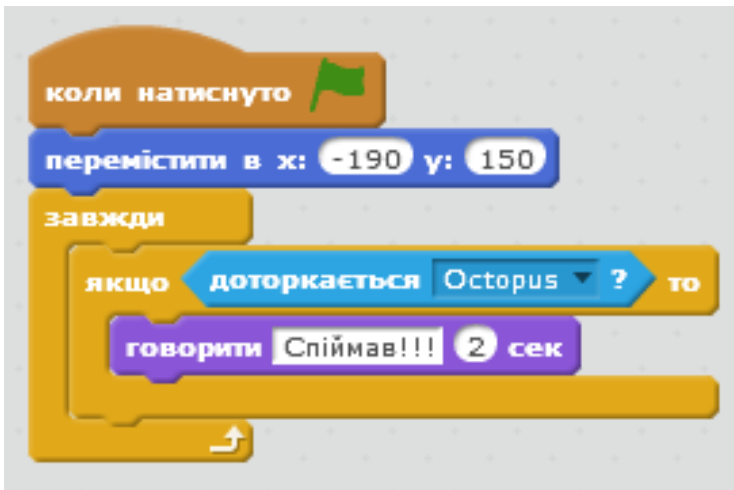 коли натиснуто
перемістити в x: -190 y: 150
завжди
якщо доторкається Octopus ? то
говорити Спіймав!!! 2 сек